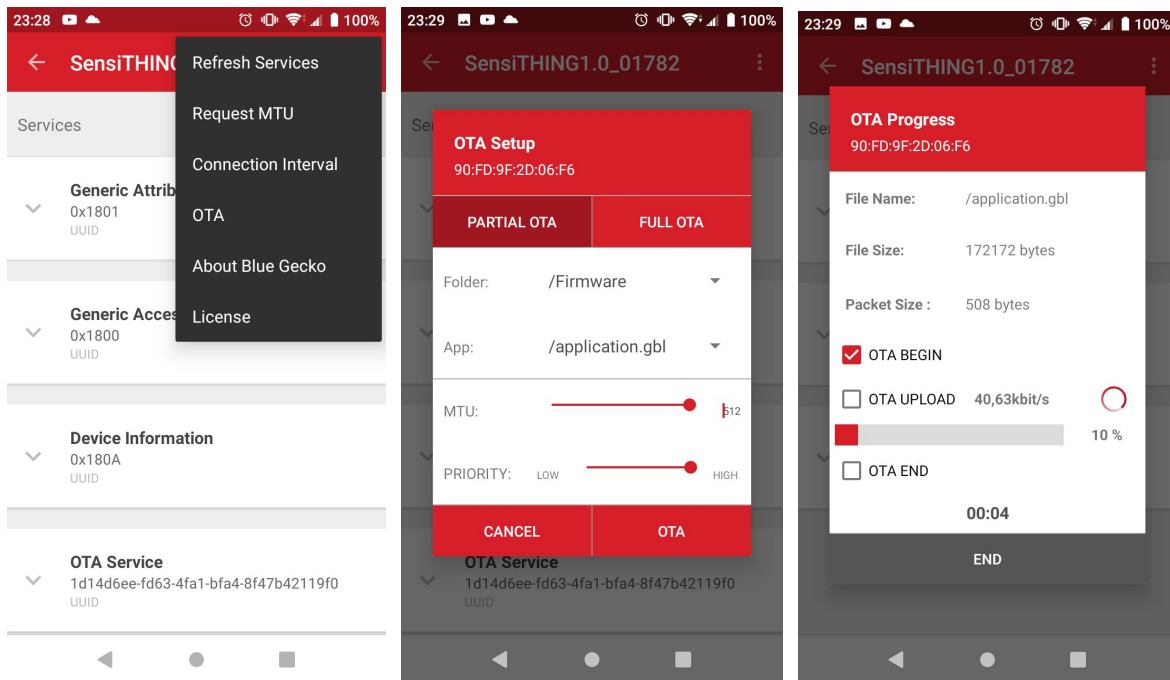 23:28
100%
SensiTHING
Refresh Services
Request MTU
Connection Interval
OTA
About Blue Gecko
License
Services
Generic Attrib
0x1801
UUID
Generic Acces
0x1800
UUID
Device Information
0x180A
UUID
OTA Service
1d14d6ee-fd63-4fa1-bfa4-8f47b42119f0
UUID
23:29
100%
SensiTHING1.0_01782
Ser
OTA Setup
90:FD:9F:2D:06:F6
PARTIAL OTA
FULL OTA
Folder: /Firmware
App: /application.gbl
MTU: 512
PRIORITY: LOW HIGH
CANCEL
OTA
OTA Service
1d14d6ee-fd63-4fa1-bfa4-8f47b42119f0
UUID
23:29
100%
SensiTHING1.0_01782
Ser
OTA Progress
90:FD:9F:2D:06:F6
File Name: /application.gbl
File Size: 172172 bytes
Packet Size : 508 bytes
OTA BEGIN
OTA UPLOAD 40,63kbit/s
10 %
OTA END
00:04
END